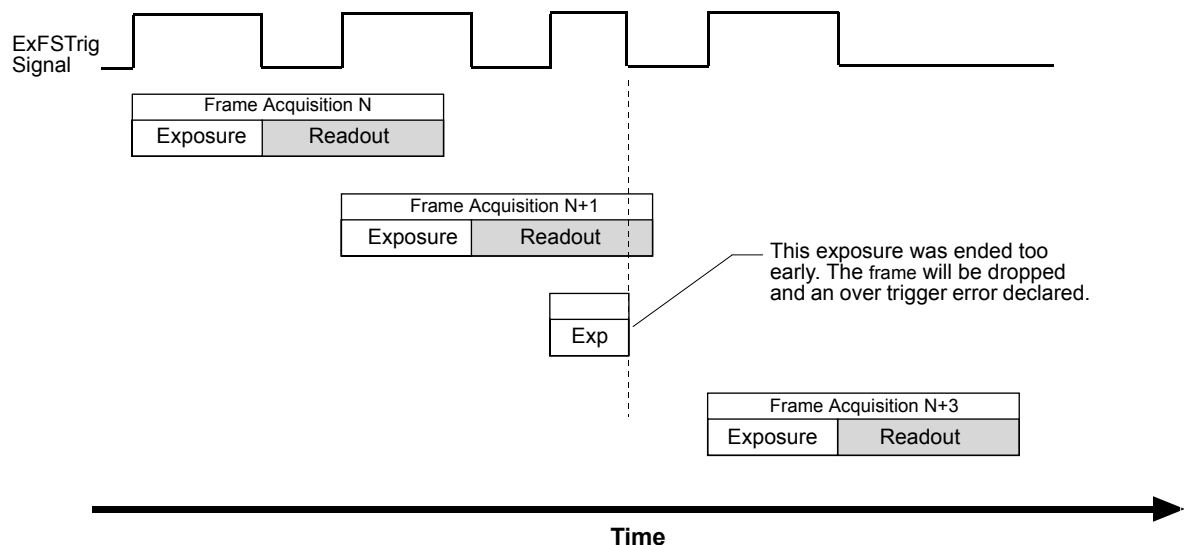 ExFSTrig
Signal
Frame Acquisition N
Exposure Readout
Frame Acquisition N+1
Exposure Readout
This exposure was ended too
early. The frame will be dropped
and an over trigger error declared.
Exp
Frame Acquisition N+3
Exposure Readout
Time